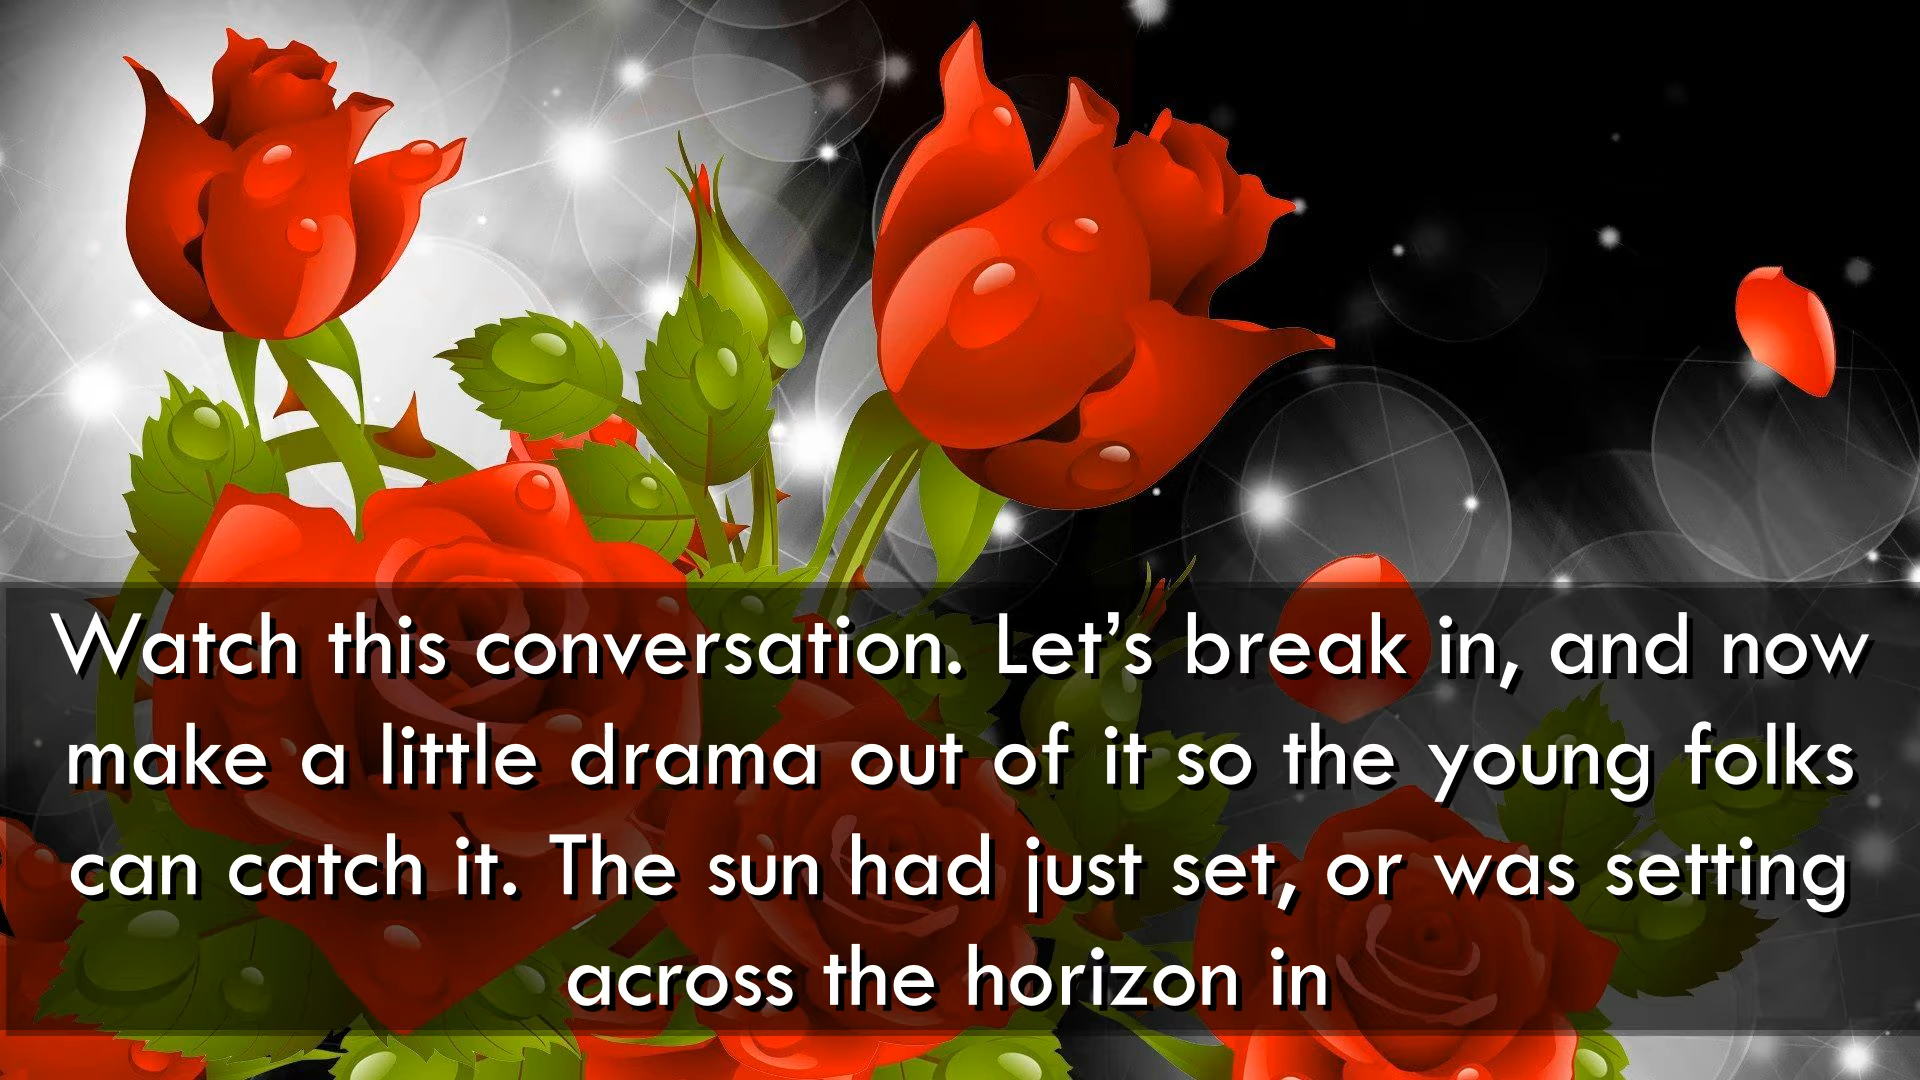 Watch this conversation. Let’s break in, and now
make a little drama out of it so the young folks
can catch it. The sun had just set, or was setting
across the horizon in